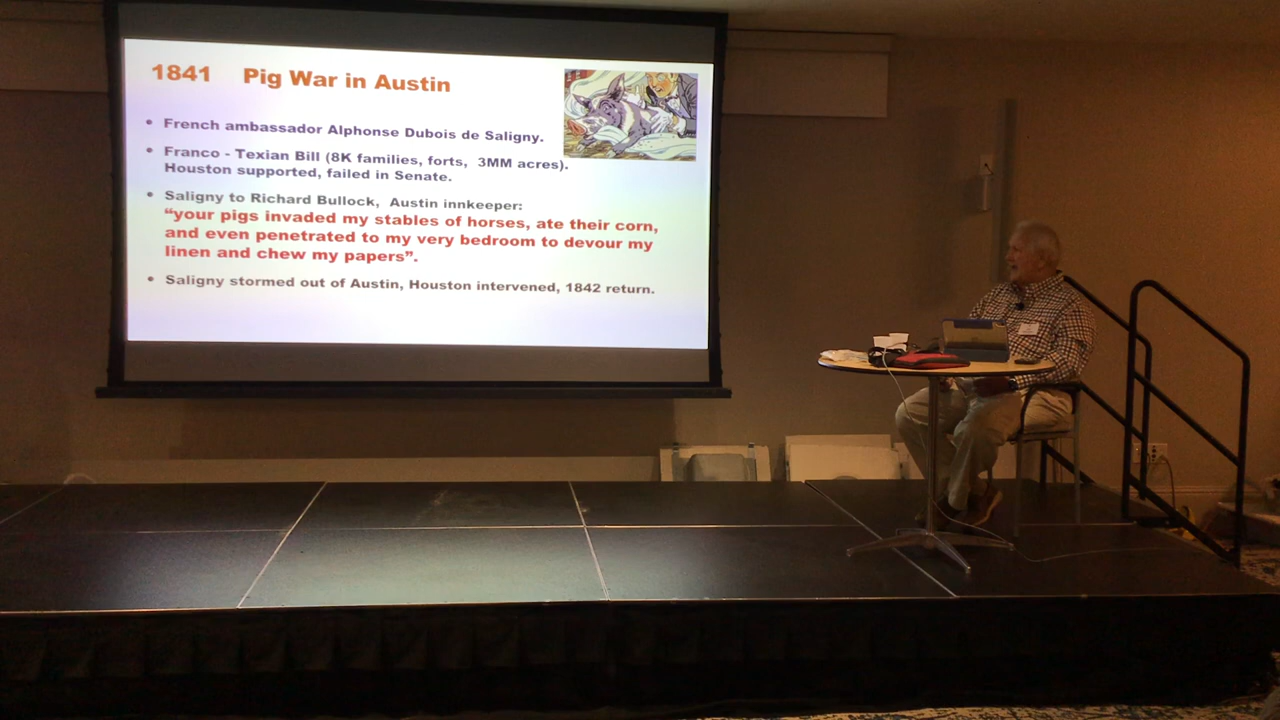 1841 Pig War in Austin
• French ambassador Alphonse Dubois de Saligny.
• Franco - Texian Bill (8K families, forts, 3MM acres).
Houston supported, failed in Senate.
• Saligny to Richard Bullock, Austin innkeeper:
“your pigs invaded my stables of horses, ate their corn,
and even penetrated to my very bedroom to devour my
linen and chew my papers”.
• Saligny stormed out of Austin, Houston intervened, 1842 return.